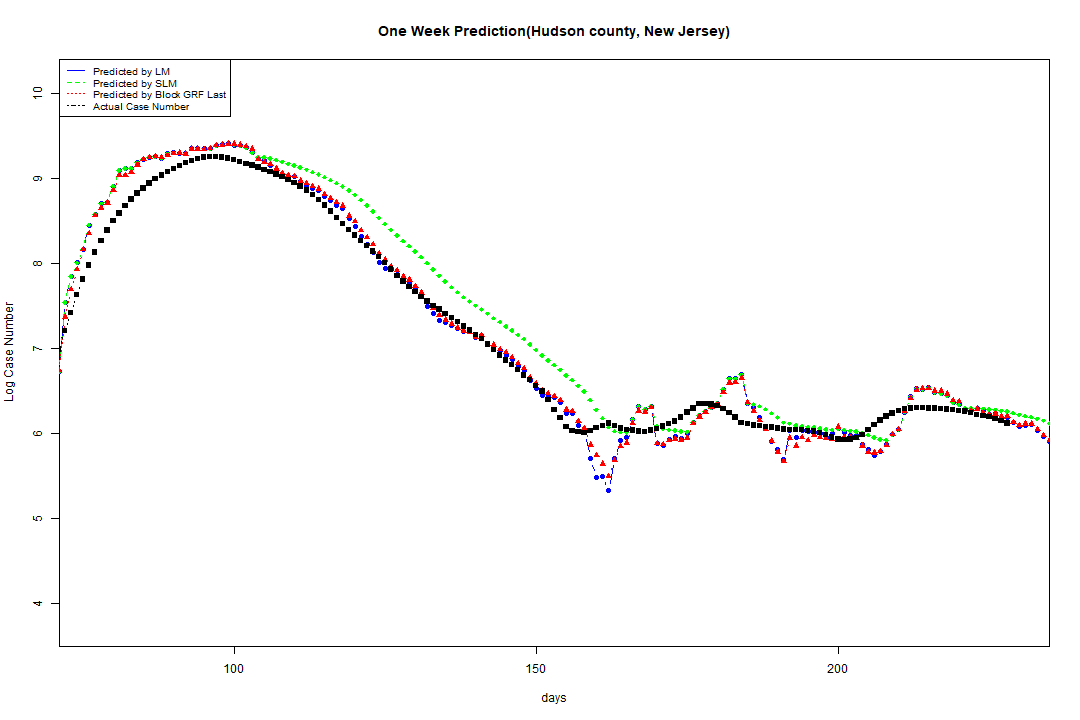 One Week Prediction(Hudson county, New Jersey)
Predicted by LM
Predicted by SLM
Predicted by Block GRF Last
Actual Case Number
10
9
8
7
6
5
4
Log Case Number
100
150
200
days